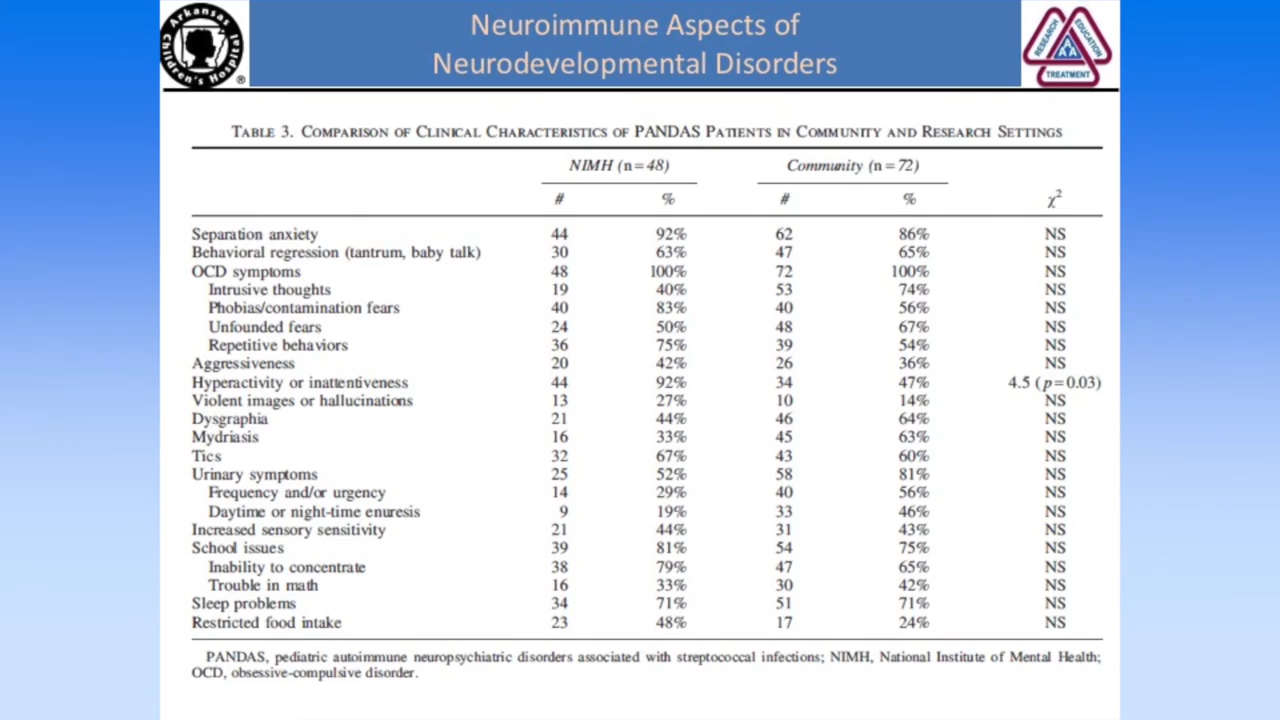 Arkansas
Children's Hospital
®
Neuroimmune Aspects of
Neurodevelopmental Disorders
RESEARCH
EDUCATION
TREATMENT
TABLE 3. COMPARISON OF CLINICAL CHARACTERISTICS OF PANDAS PATIENTS IN COMMUNITY AND RESEARCH SETTINGS
NIMH (n=48) Community (n=72)
# % # % χ²
Separation anxiety 44 92% 62 86% NS
Behavioral regression (tantrum, baby talk) 30 63% 47 65% NS
OCD symptoms 48 100% 72 100% NS
Intrusive thoughts 19 40% 53 74% NS
Phobias/contamination fears 40 83% 40 56% NS
Unfounded fears 24 50% 48 67% NS
Repetitive behaviors 36 75% 39 54% NS
Aggressiveness 20 42% 26 36% NS
Hyperactivity or inattentiveness 44 92% 34 47% 4.5 (p=0.03)
Violent images or hallucinations 13 27% 10 14% NS
Dysgraphia 21 44% 46 64% NS
Mydriasis 16 33% 45 63% NS
Tics 32 67% 43 60% NS
Urinary symptoms 25 52% 58 81% NS
Frequency and/or urgency 14 29% 40 56% NS
Daytime or night-time enuresis 9 19% 33 46% NS
Increased sensory sensitivity 21 44% 31 43% NS
School issues 39 81% 54 75% NS
Inability to concentrate 38 79% 47 65% NS
Trouble in math 16 33% 30 42% NS
Sleep problems 34 71% 51 71% NS
Restricted food intake 23 48% 17 24% NS
PANDAS, pediatric autoimmune neuropsychiatric disorders associated with streptococcal infections; NIMH, National Institute of Mental Health;
OCD, obsessive-compulsive disorder.